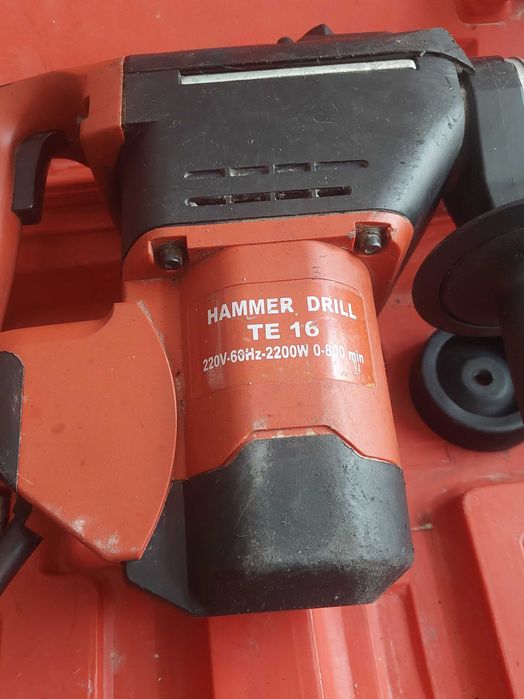 HAMMER DRILL
TE 16
220V-60Hz-2200W 0-800 min